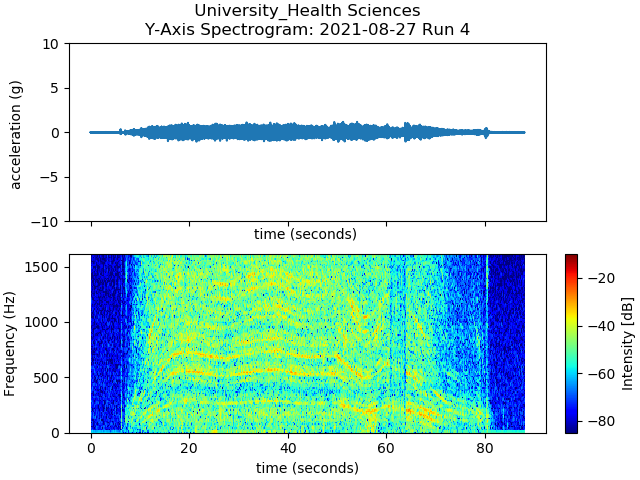 University_Health Sciences
Y-Axis Spectrogram: 2021-08-27 Run 4
10
5
0
−5
−10
acceleration (g)
time (seconds)
1500
1000
500
0
Frequency (Hz)
0 20 40 60 80
time (seconds)
−20
−40
−60
−80
Intensity [dB]